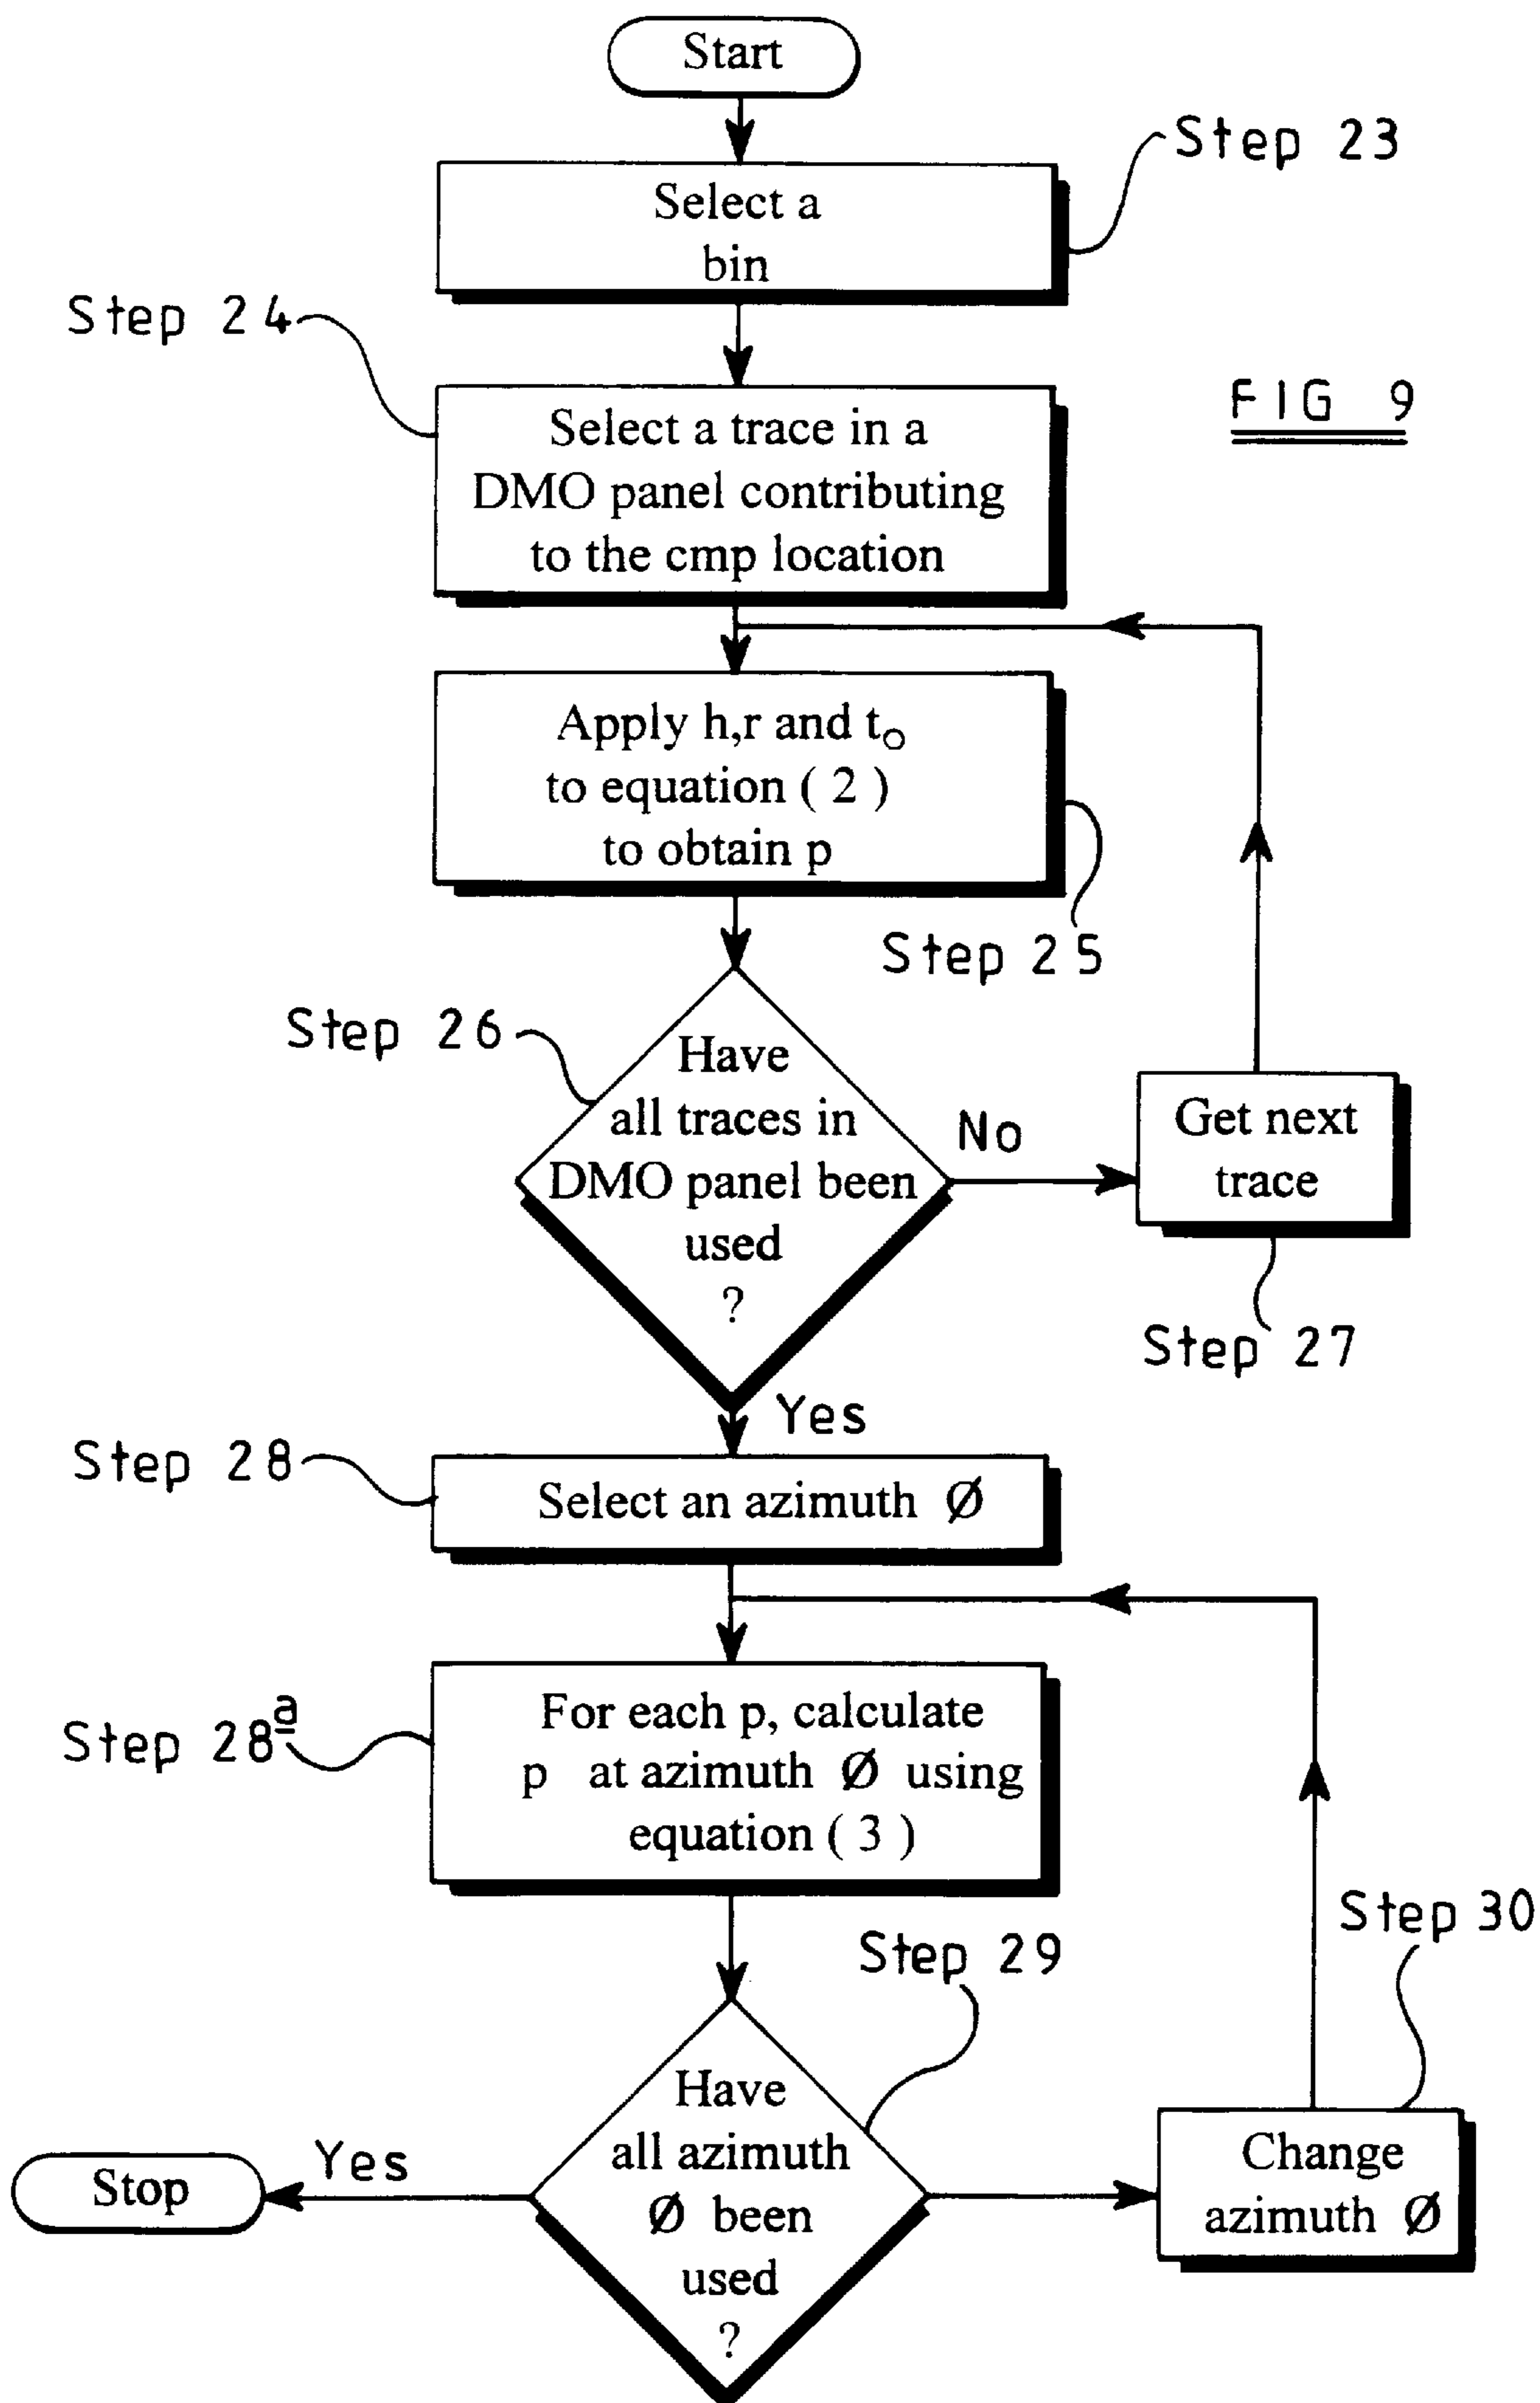 Start
Step 23
Select a
bin
Step 24
FIG 9
Select a trace in a
DMO panel contributing
to the cmp location
Apply h,r and t₀
to equation ( 2 )
to obtain p
Step 25
Step 26
Have
all traces in
DMO panel been
used
?
No
Get next
trace
Step 27
Yes
Step 28
Select an azimuth Ø
Step 28a
For each p, calculate
p at azimuth Ø using
equation ( 3 )
Step 30
Step 29
Have
all azimuth
Ø been
used
?
Yes
Stop
Change
azimuth Ø